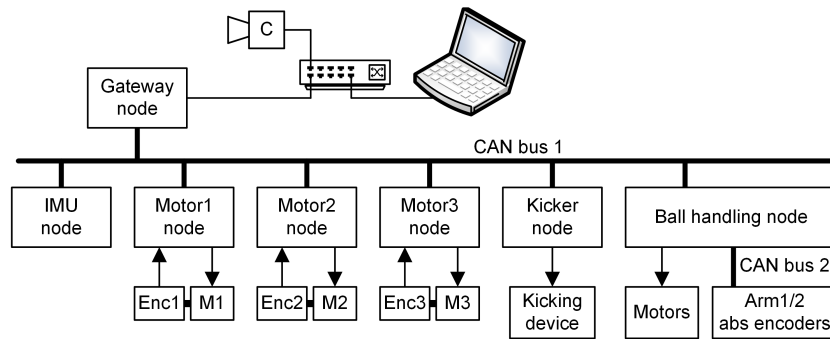 C
Gateway
node
CAN bus 1
IMU
node
Motor1
node
Motor2
node
Motor3
node
Kicker
node
Ball handling node
CAN bus 2
Enc1
M1
Enc2
M2
Enc3
M3
Kicking
device
Motors
Arm1/2
abs encoders